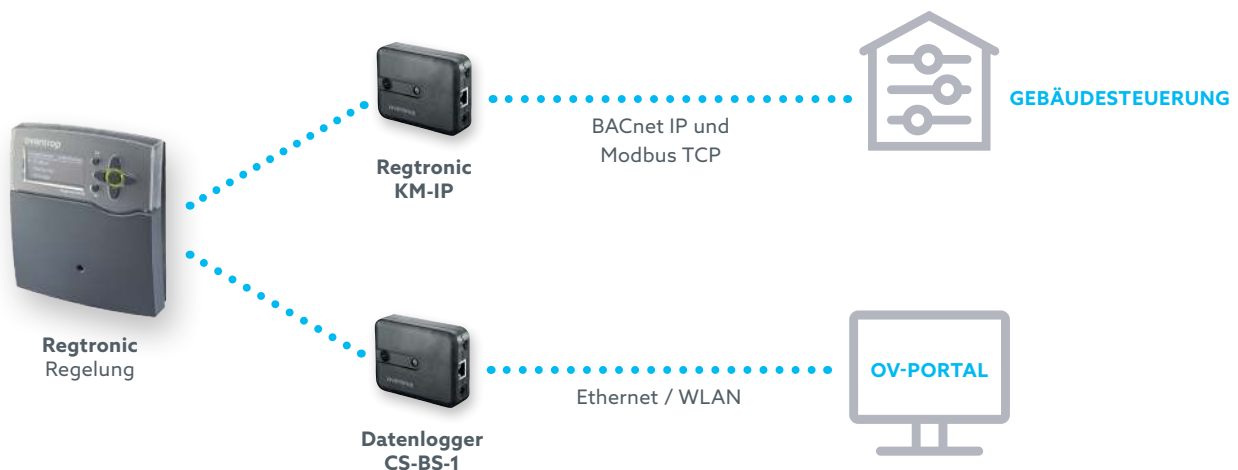 oventrop
Regtronic
Regelung
Regtronic
KM-IP
BACnet IP und
Modbus TCP
GEBÄUDESTEUERUNG
Datenlogger
CS-BS-1
Ethernet / WLAN
OV-PORTAL